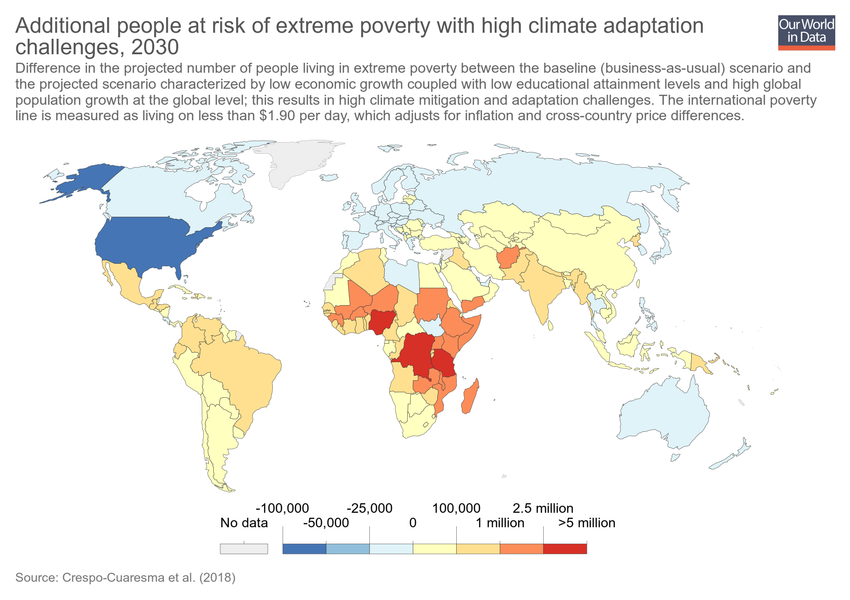 Additional people at risk of extreme poverty with high climate adaptation
challenges, 2030
Our World
in Data
Difference in the projected number of people living in extreme poverty between the baseline (business-as-usual) scenario and
the projected scenario characterized by low economic growth coupled with low educational attainment levels and high global
population growth at the global level; this results in high climate mitigation and adaptation challenges. The international poverty
line is measured as living on less than $1.90 per day, which adjusts for inflation and cross-country price differences.
-100,000 -25,000 100,000 2.5 million
No data -50,000 0 1 million >5 million
Source: Crespo-Cuaresma et al. (2018)